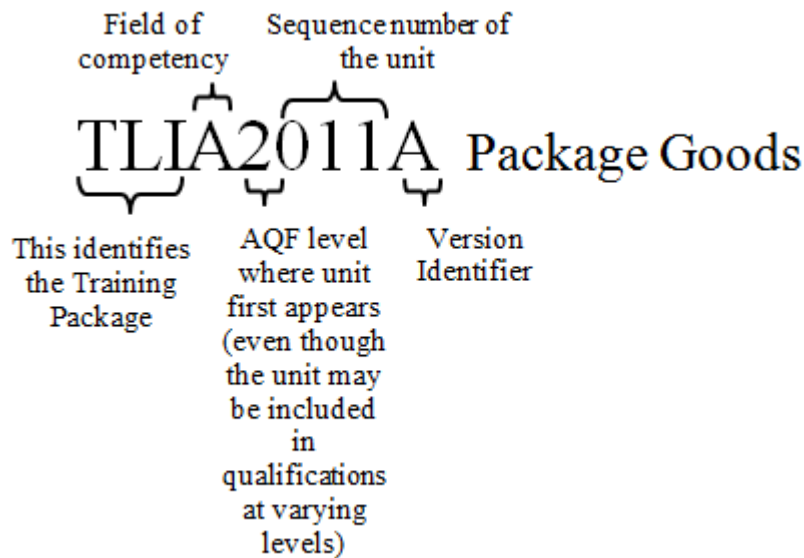 Field of
competency
Sequence number of
the unit
TLIA2011A Package Goods
This identifies
the Training
Package
AQF level
where unit
first appears
(even though
the unit may
be included
in
qualifications
at varying
levels)
Version
Identifier